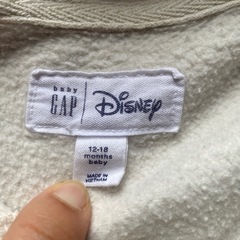 baby
GAP
Disney
12-18
months
baby
MADE IN
VIETNAM